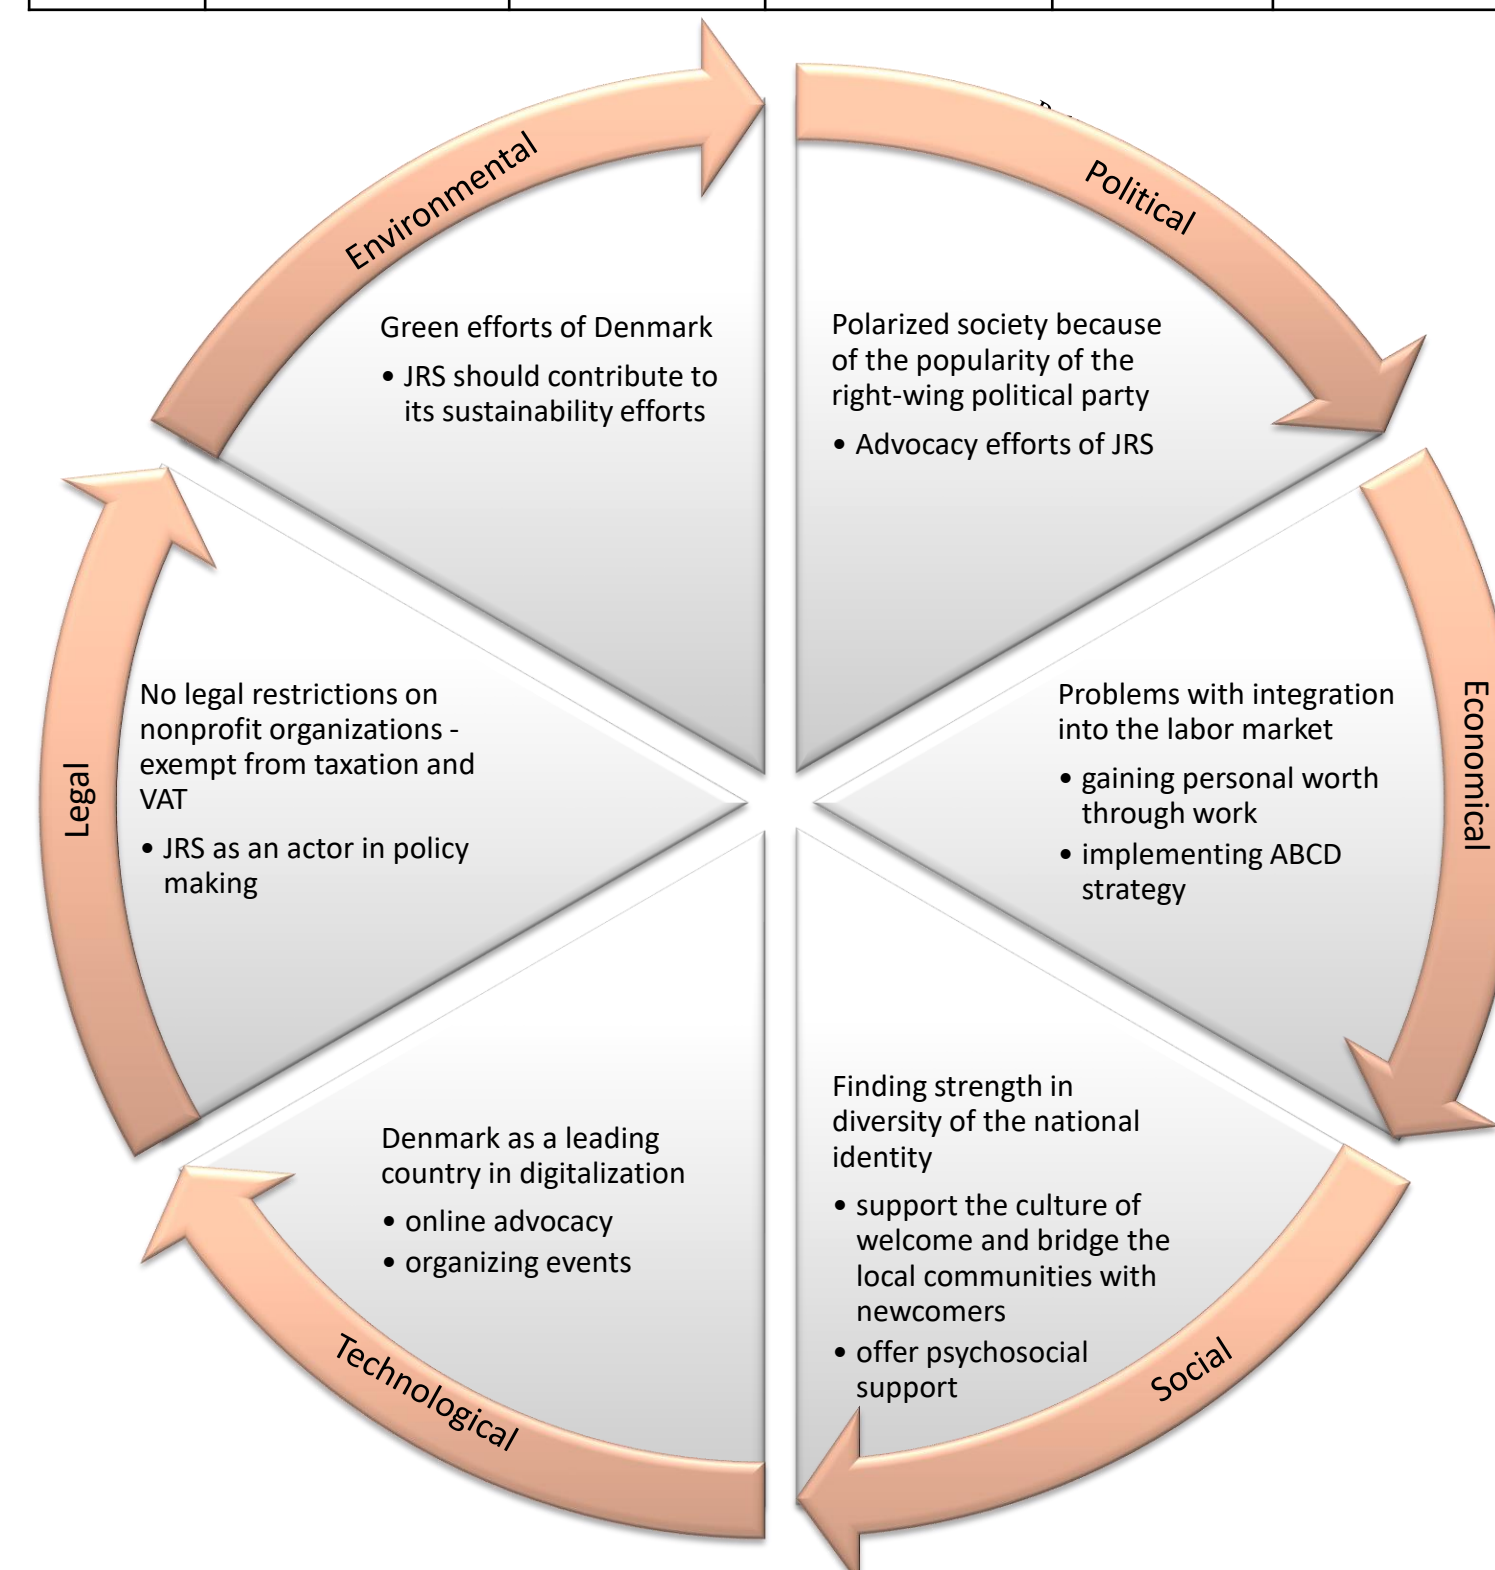 Political
Polarized society because
of the popularity of the
right-wing political party
• Advocacy efforts of JRS
Economical
Problems with integration
into the labor market
• gaining personal worth
through work
• implementing ABCD
strategy
Social
Finding strength in
diversity of the national
identity
• support the culture of
welcome and bridge the
local communities with
newcomers
• offer psychosocial
support
Technological
Denmark as a leading
country in digitalization
• online advocacy
• organizing events
Legal
No legal restrictions on
nonprofit organizations -
exempt from taxation and
VAT
• JRS as an actor in policy
making
Environmental
Green efforts of Denmark
• JRS should contribute to
its sustainability efforts